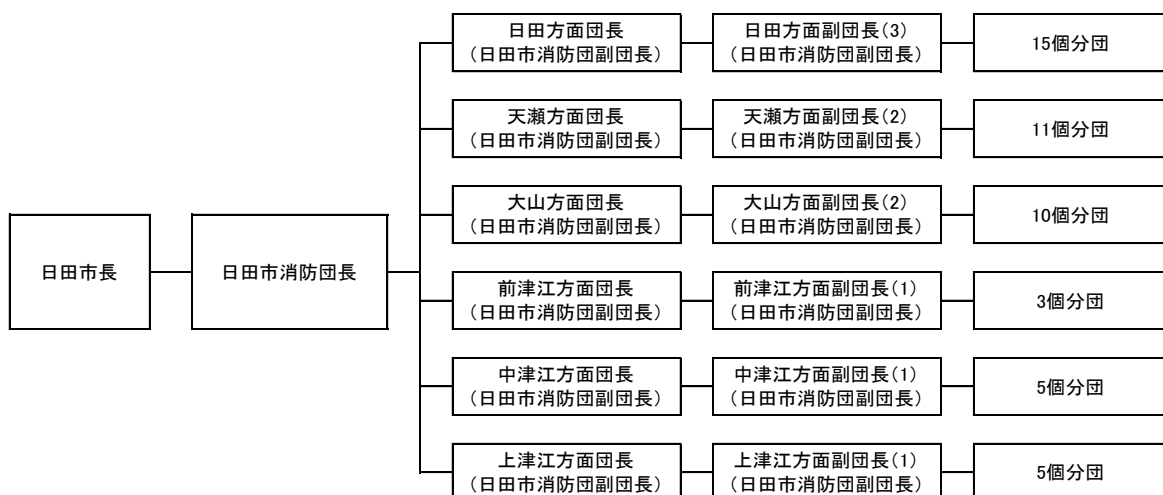 日田市長
日田市消防団長
日田方面団長
(日田市消防団副団長)
日田方面副団長(3)
(日田市消防団副団長)
15個分団
天瀬方面団長
(日田市消防団副団長)
天瀬方面副団長(2)
(日田市消防団副団長)
11個分団
大山方面団長
(日田市消防団副団長)
大山方面副団長(2)
(日田市消防団副団長)
10個分団
前津江方面団長
(日田市消防団副団長)
前津江方面副団長(1)
(日田市消防団副団長)
3個分団
中津江方面団長
(日田市消防団副団長)
中津江方面副団長(1)
(日田市消防団副団長)
5個分団
上津江方面団長
(日田市消防団副団長)
上津江方面副団長(1)
(日田市消防団副団長)
5個分団